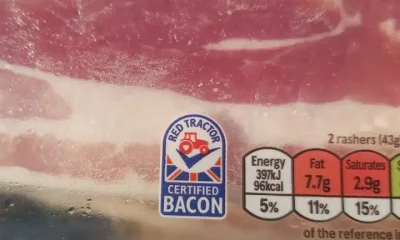 RED TRACTOR
CERTIFIED
BACON
2 rashers (43g
Energy
397kJ
96kcal
5%
Fat
7.7g
11%
Saturates
2.9g
15%
of the reference in